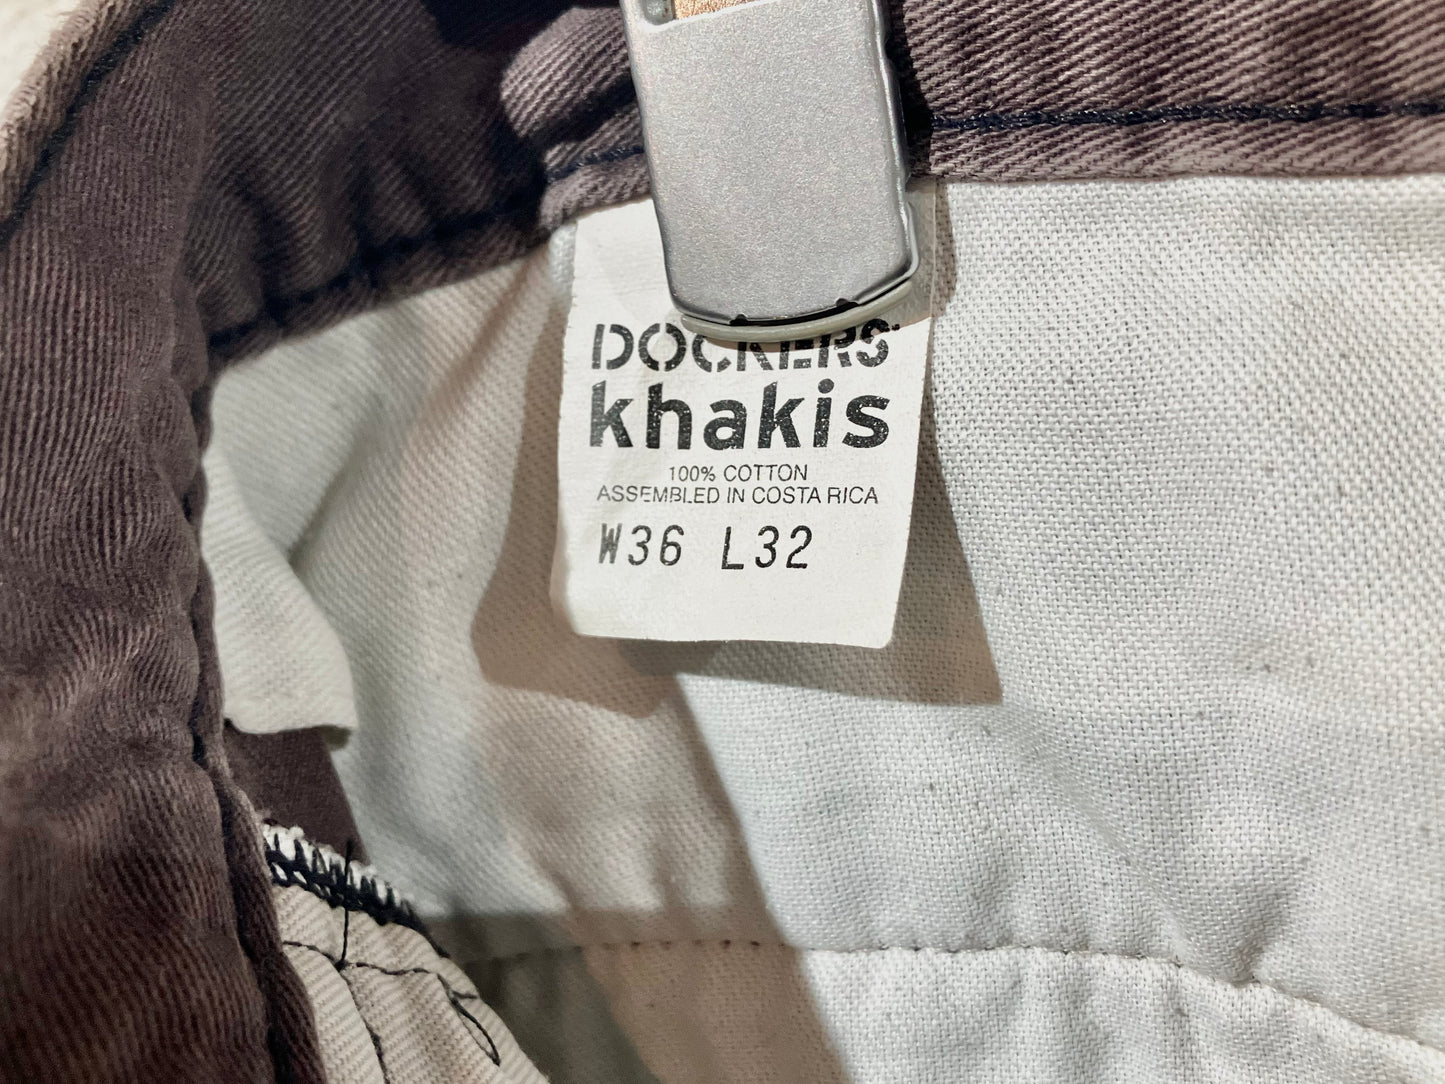 DOCKERS
khakis
100% COTTON
ASSEMBLED IN COSTA RICA
W36 L32